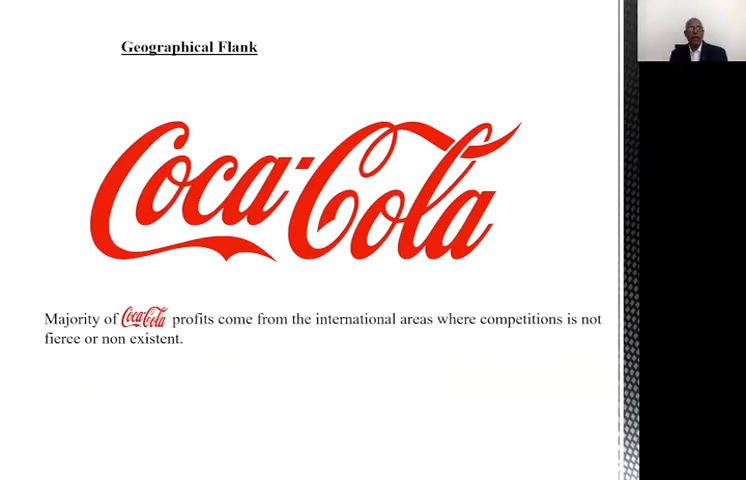 Geographical Flank
Coca-Cola
Majority of Coca-Cola profits come from the international areas where competitions is not
fierce or non existent.